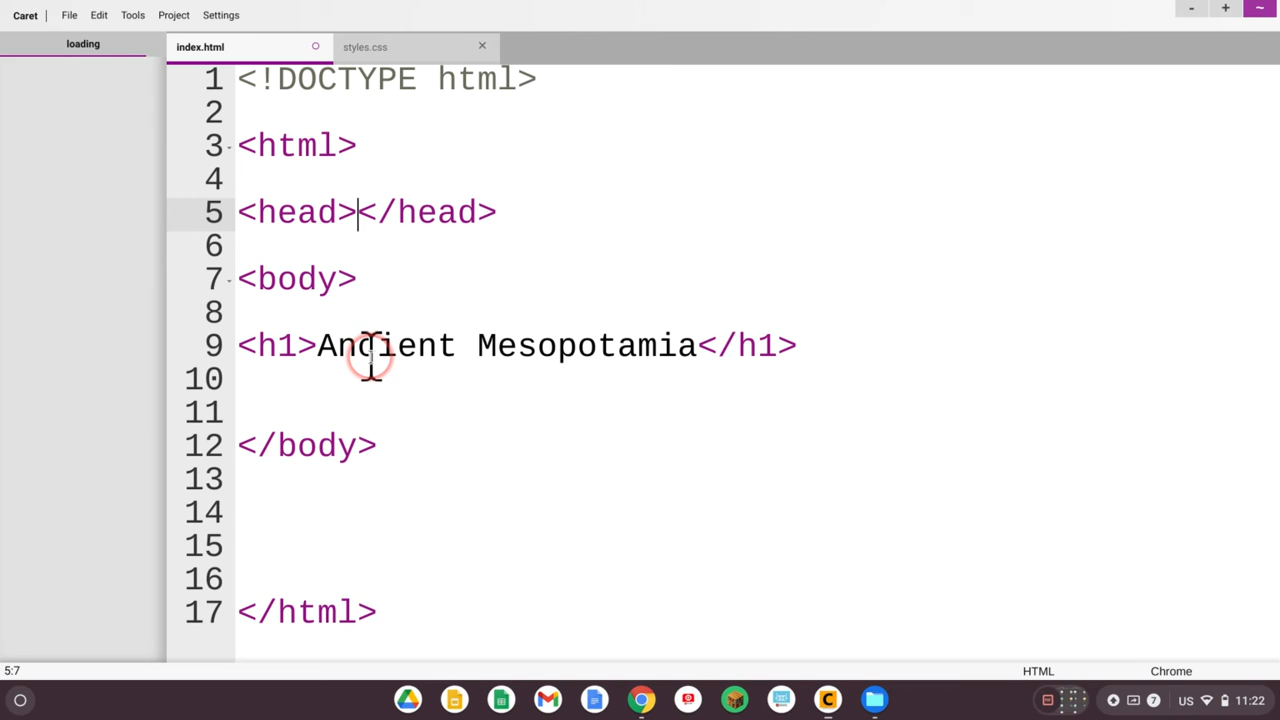 Caret | File Edit Tools Project Settings - + ~
loading index.html styles.css ×
1 <!DOCTYPE html>
2
3 <html>
4
5 <head></head>
6
7 <body>
8
9 <h1>Ancient Mesopotamia</h1>
10
11
12 </body>
13
14
15
16
17 </html>
5:7 HTML Chrome
C 7 US 11:22